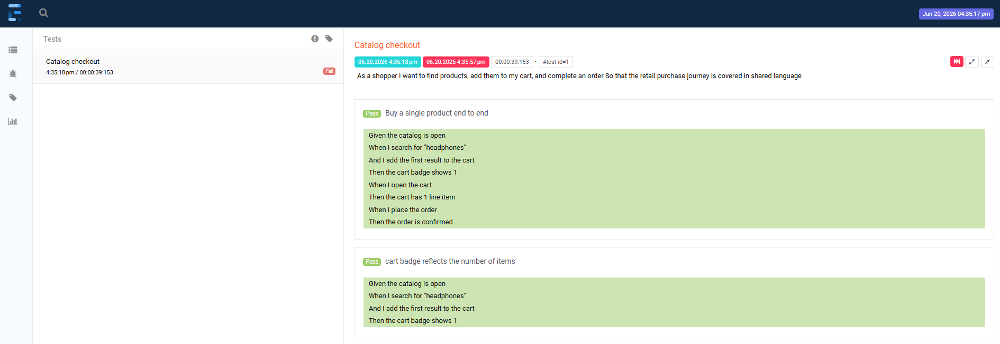 Jun 20, 2026 04:35:17 pm
Tests
Catalog checkout
4:35:18 pm / 00:00:39:153
Fail
Catalog checkout
06.20.2026 4:35:18 pm 06.20.2026 4:35:57 pm 00:00:39:153 · #test-id=1
As a shopper I want to find products, add them to my cart, and complete an order So that the retail purchase journey is covered in shared language
Pass Buy a single product end to end
Given the catalog is open
When I search for "headphones"
And I add the first result to the cart
Then the cart badge shows 1
When I open the cart
Then the cart has 1 line item
When I place the order
Then the order is confirmed
Pass cart badge reflects the number of items
Given the catalog is open
When I search for "headphones"
And I add the first result to the cart
Then the cart badge shows 1